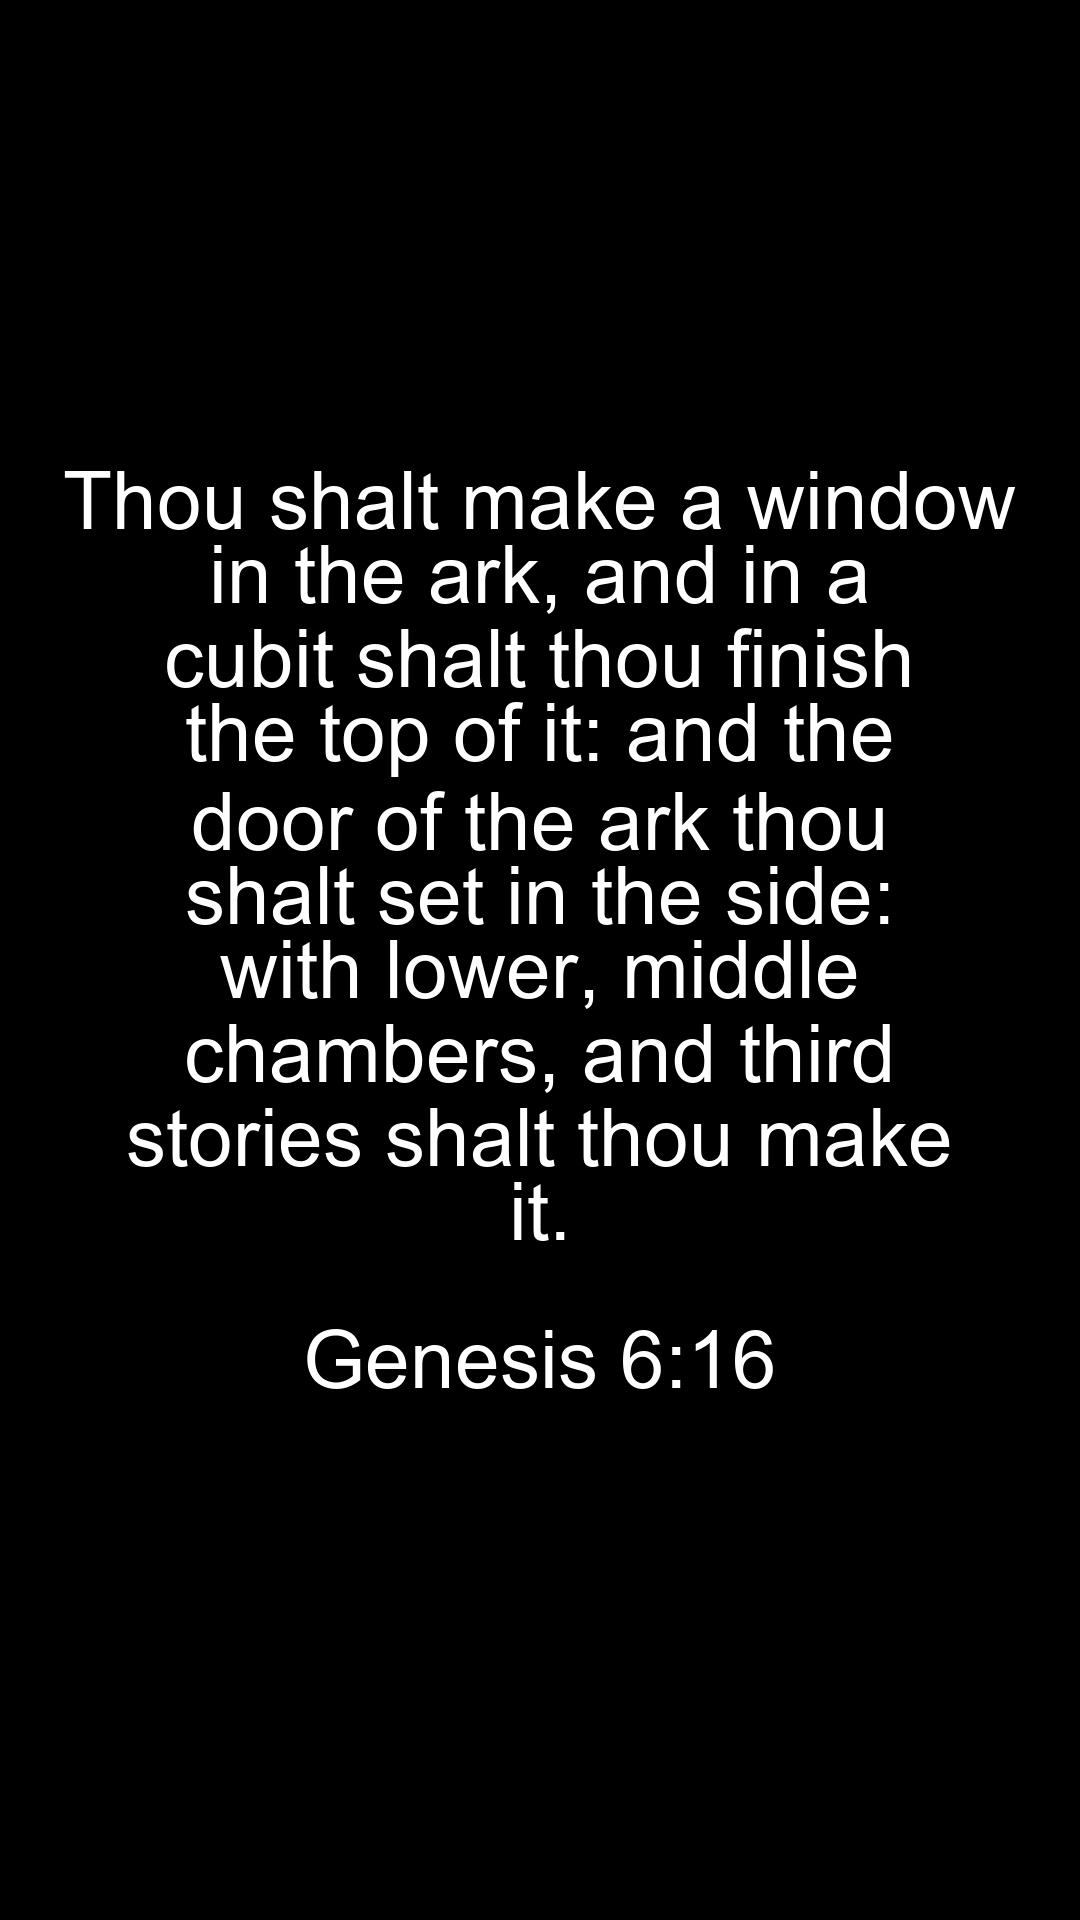 Thou shalt make a window
in the ark, and in a
cubit shalt thou finish
the top of it: and the
door of the ark thou
shalt set in the side:
with lower, middle
chambers, and third
stories shalt thou make
it.
Genesis 6:16